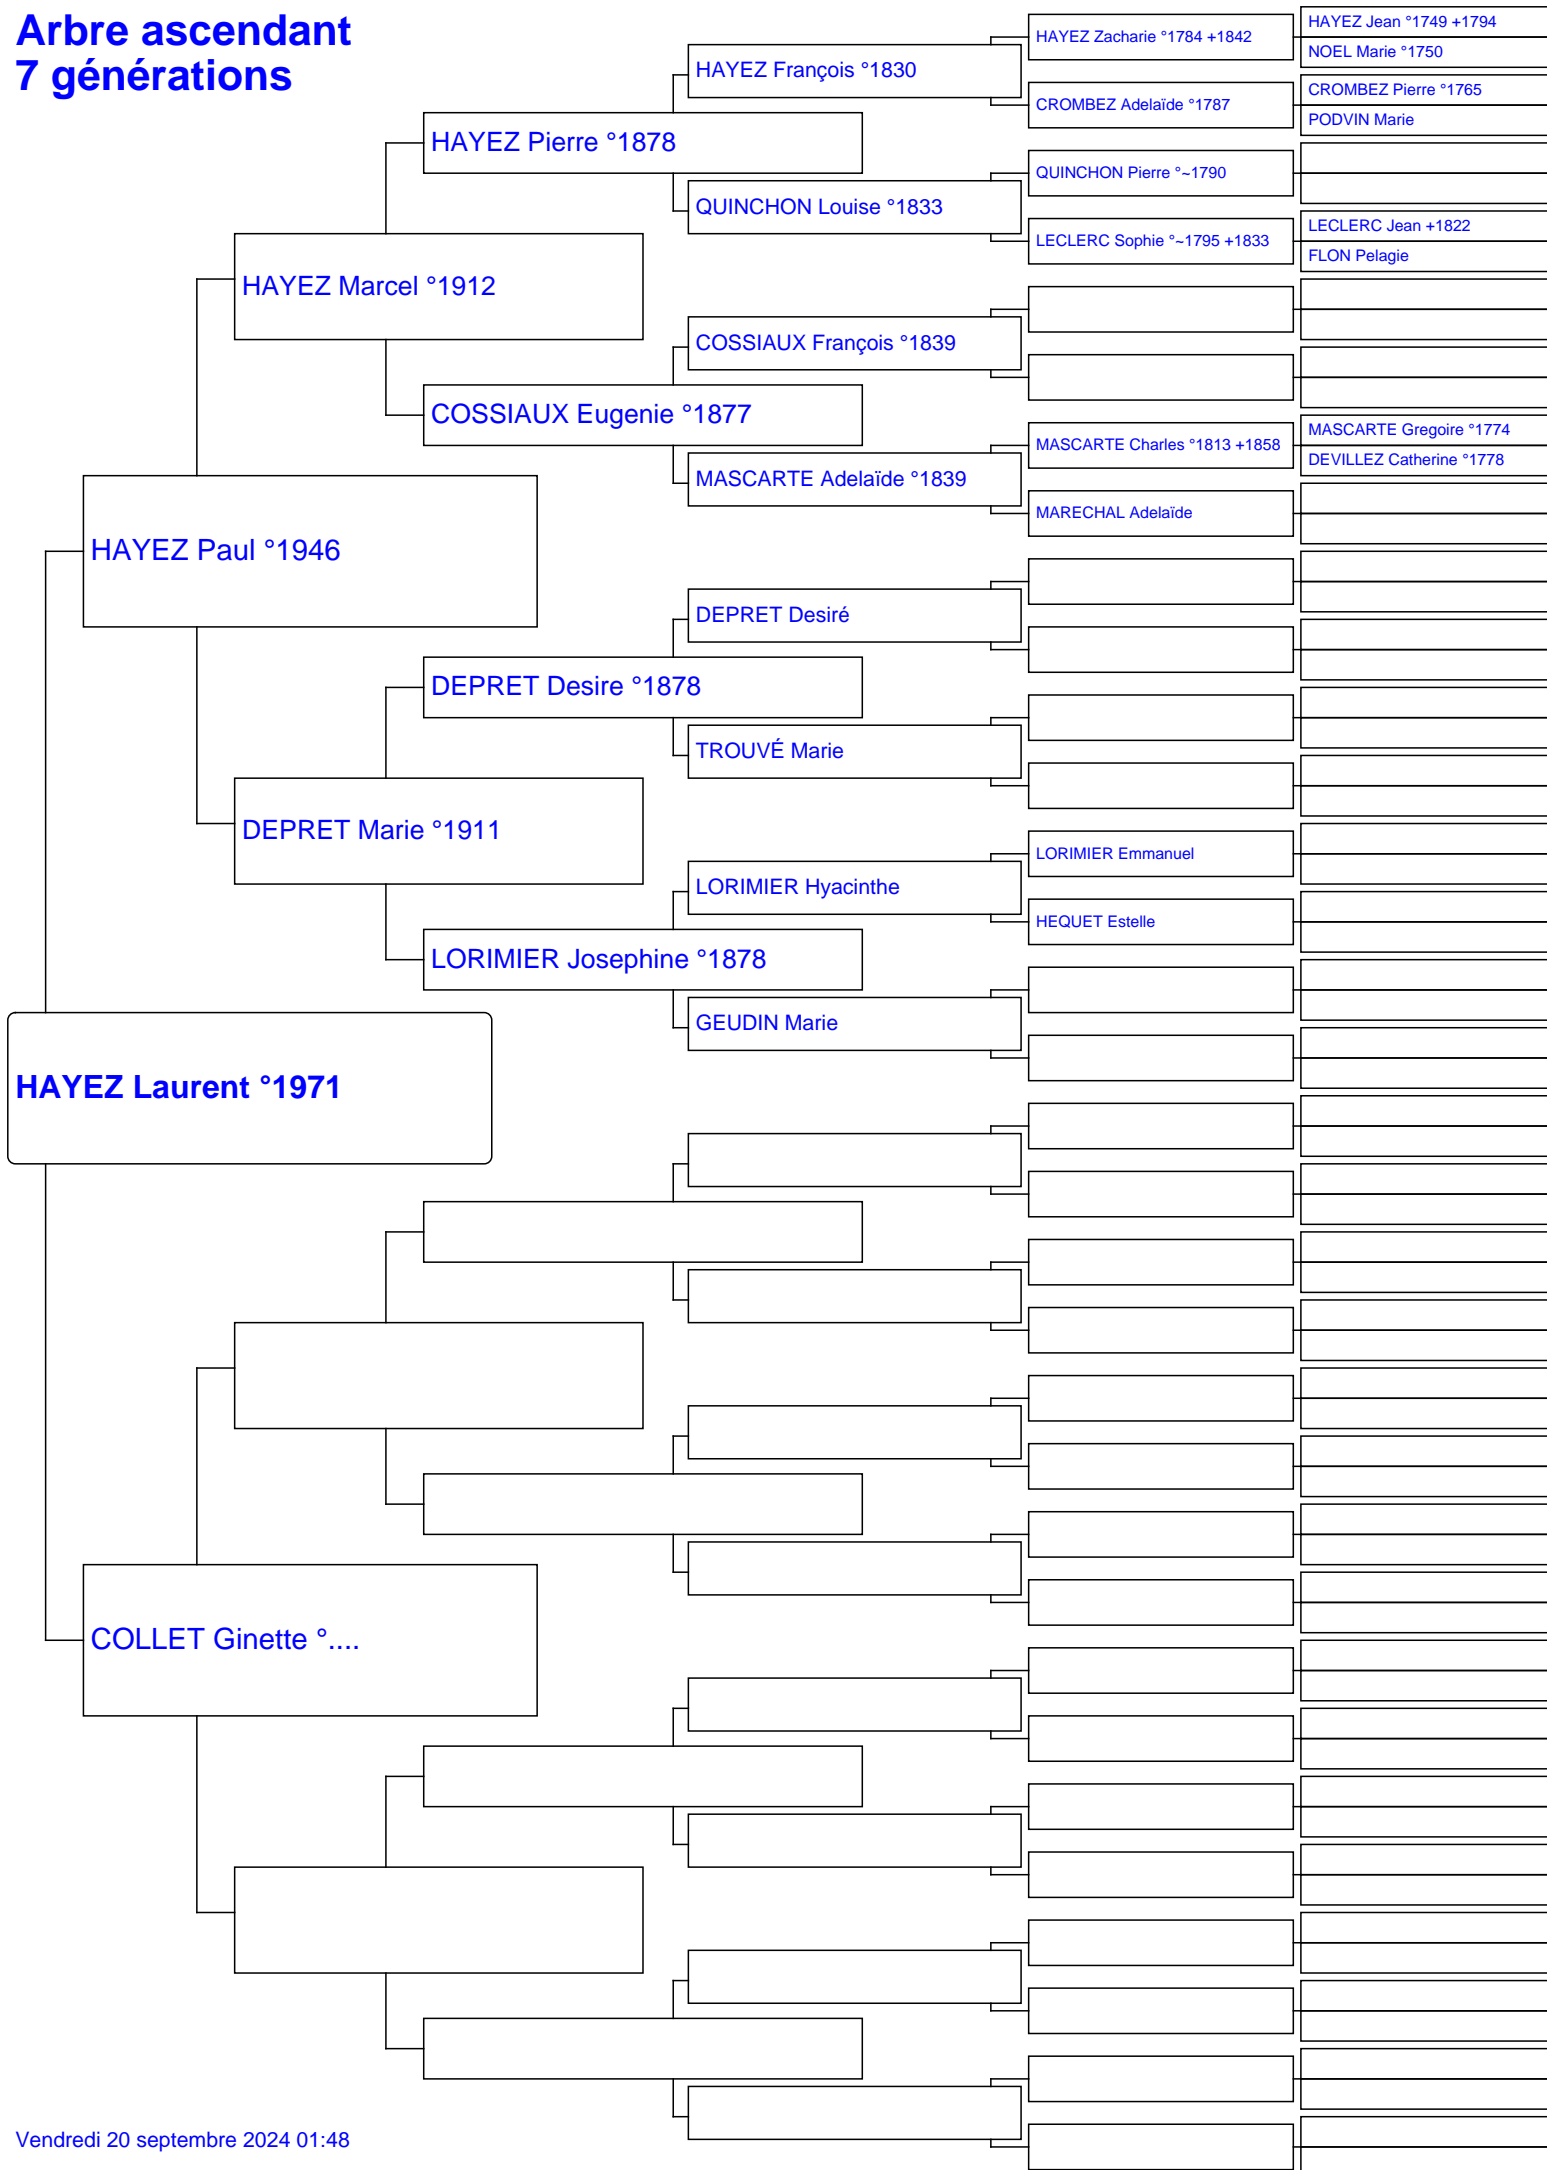 Arbre ascendant
7 générations
HAYEZ Jean °1749 +1794
HAYEZ Zacharie °1784 +1842
NOEL Marie °1750
HAYEZ François °1830
CROMBEZ Pierre °1765
CROMBEZ Adelaïde °1787
PODVIN Marie
HAYEZ Pierre °1878
QUINCHON Pierre °~1790
QUINCHON Louise °1833
LECLERC Jean +1822
LECLERC Sophie °~1795 +1833
FLON Pelagie
HAYEZ Marcel °1912
COSSIAUX François °1839
COSSIAUX Eugenie °1877
MASCARTE Gregoire °1774
MASCARTE Charles °1813 +1858
DEVILLEZ Catherine °1778
MASCARTE Adelaïde °1839
MARECHAL Adelaïde
HAYEZ Paul °1946
DEPRET Desiré
DEPRET Desire °1878
TROUVÉ Marie
DEPRET Marie °1911
LORIMIER Emmanuel
LORIMIER Hyacinthe
HEQUET Estelle
LORIMIER Josephine °1878
GEUDIN Marie
HAYEZ Laurent °1971
COLLET Ginette °....
Vendredi 20 septembre 2024 01:48